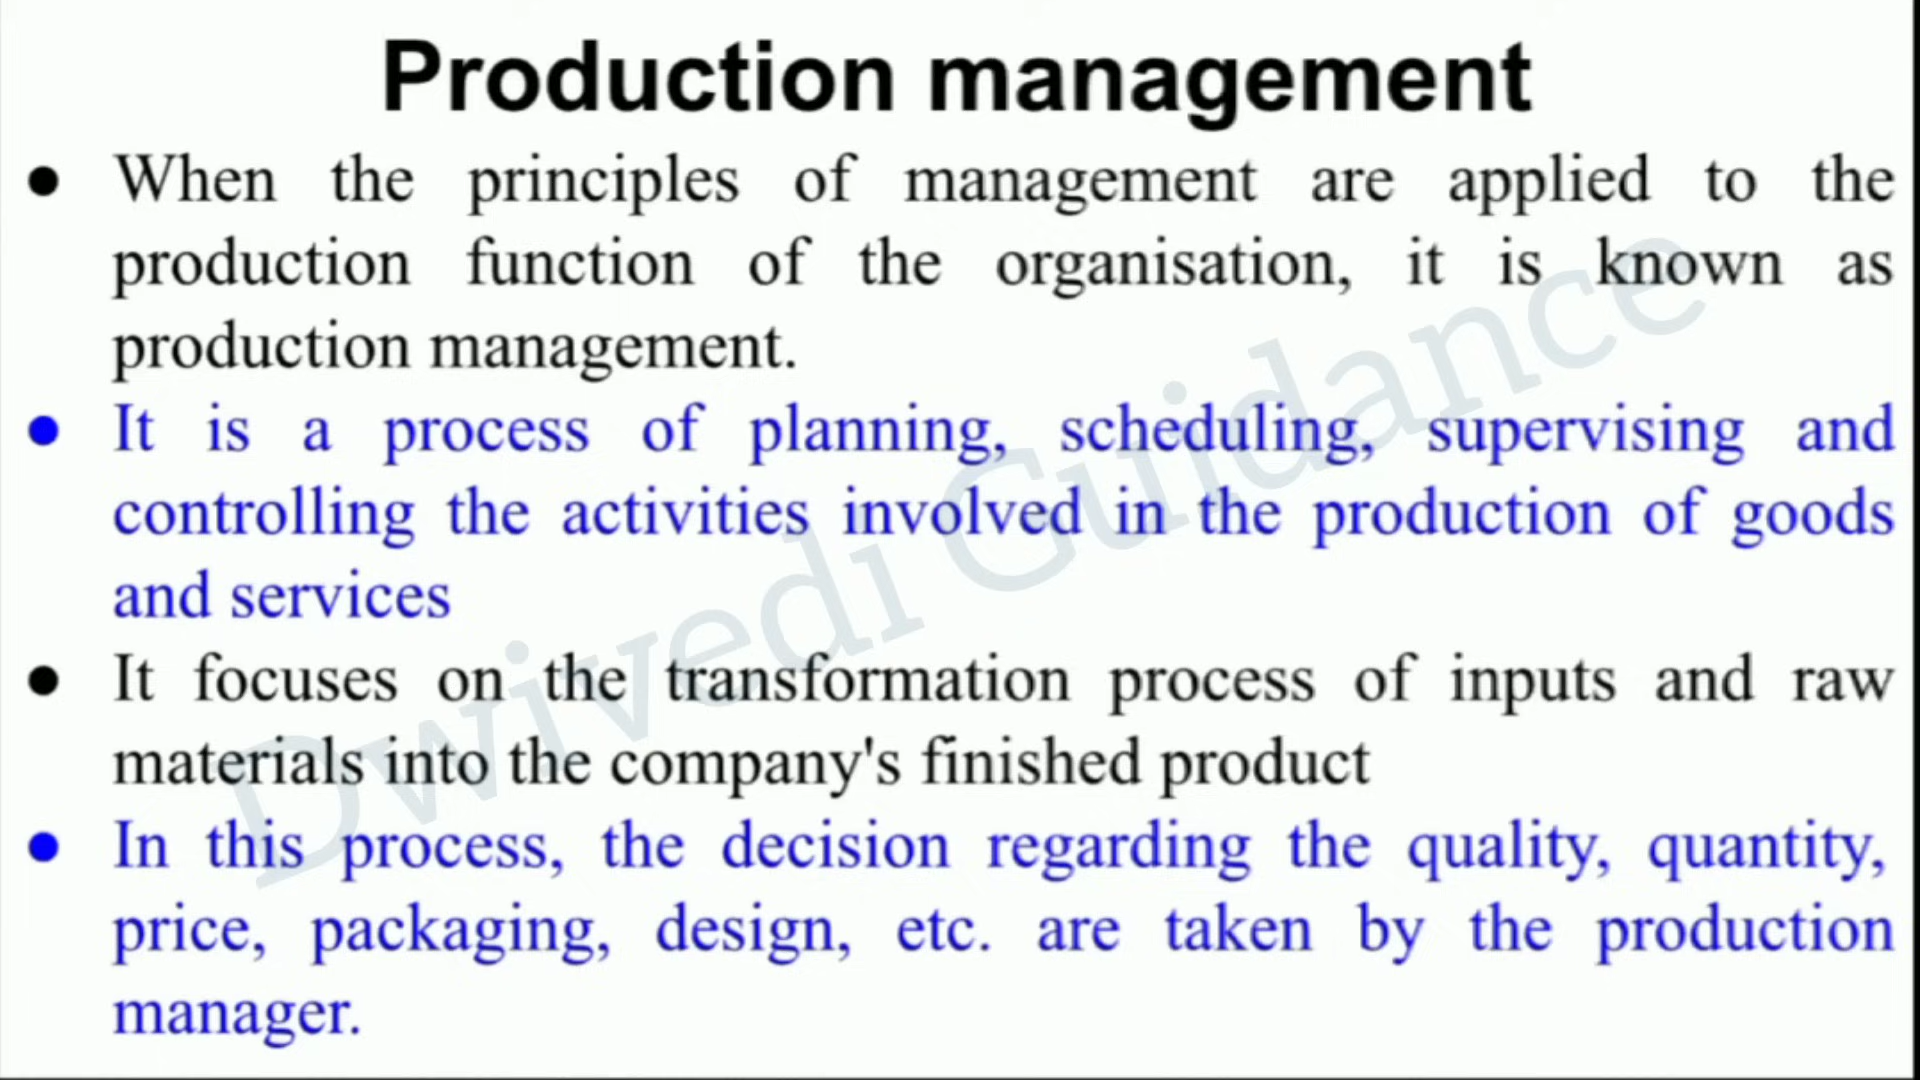 Production management
● When the principles of management are applied to the
production function of the organisation, it is known as
production management.
● It is a process of planning, scheduling, supervising and
controlling the activities involved in the production of goods
and services
● It focuses on the transformation process of inputs and raw
materials into the company's finished product
● In this process, the decision regarding the quality, quantity,
price, packaging, design, etc. are taken by the production
manager.
Dwivedi Guidance